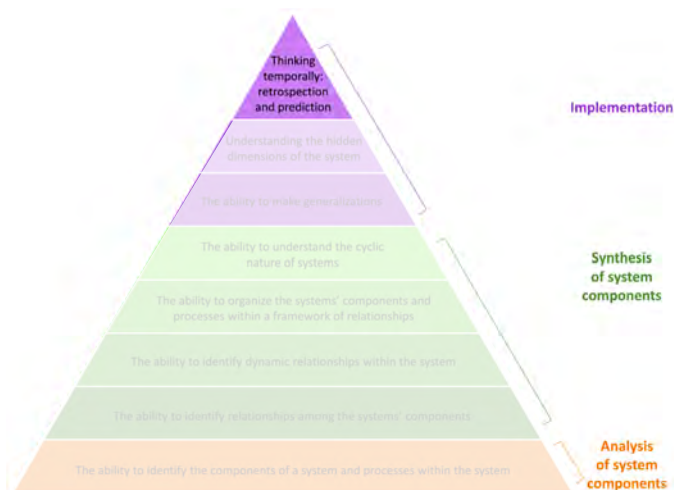 Thinking
temporally:
retrospection
and prediction
Implementation
Understanding the hidden
dimensions of the system
The ability to make generalizations
The ability to understand the cyclic
nature of systems
Synthesis
of system
components
The ability to organize the systems' components and
processes within a framework of relationships
The ability to identify dynamic relationships within the system
The ability to identify relationships among the systems' components
Analysis
of system
components
The ability to identify the components of a system and processes within the system